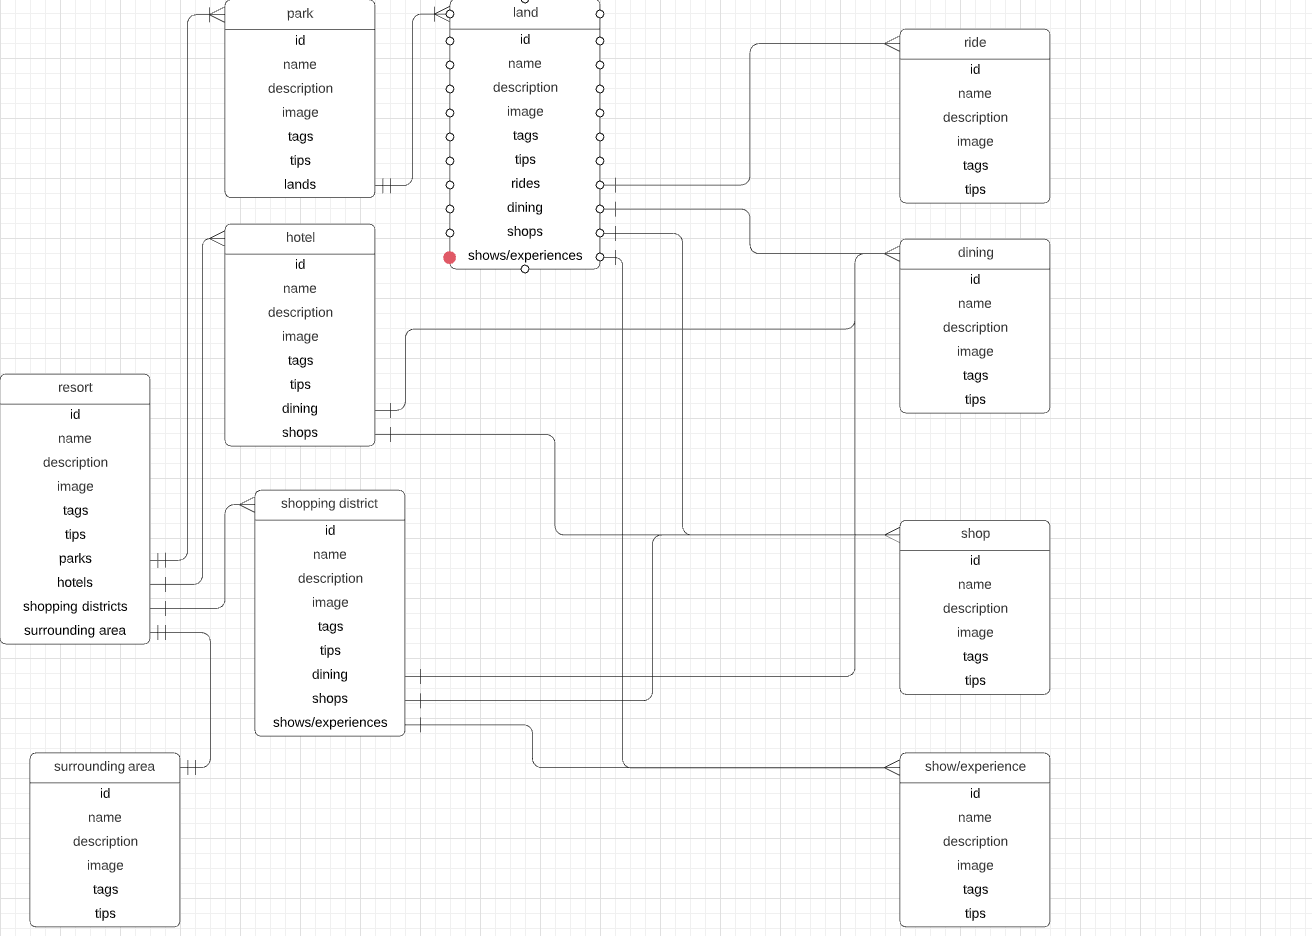 park
id
name
description
image
tags
tips
lands
land
id
name
description
image
tags
tips
rides
dining
shops
shows/experiences
ride
id
name
description
image
tags
tips
hotel
id
name
description
image
tags
tips
dining
shops
dining
id
name
description
image
tags
tips
resort
id
name
description
image
tags
tips
parks
hotels
shopping districts
surrounding area
shopping district
id
name
description
image
tags
tips
dining
shops
shows/experiences
shop
id
name
description
image
tags
tips
surrounding area
id
name
description
image
tags
tips
show/experience
id
name
description
image
tags
tips